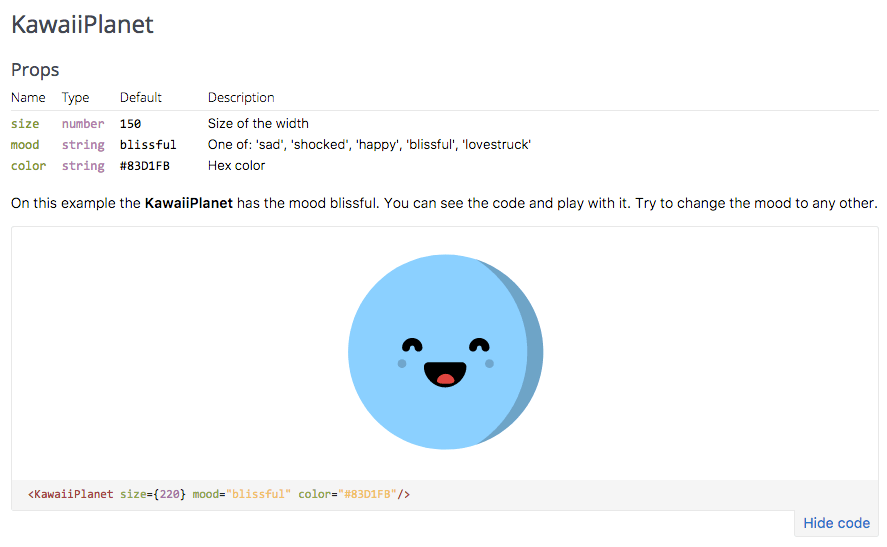 KawaiiPlanet
Props
Name Type Default Description
size number 150 Size of the width
mood string blissful One of: 'sad', 'shocked', 'happy', 'blissful', 'lovestruck'
color string #83D1FB Hex color
On this example the KawaiiPlanet has the mood blissful. You can see the code and play with it. Try to change the mood to any other.
<KawaiiPlanet size={220} mood="blissful" color="#83D1FB"/>
Hide code